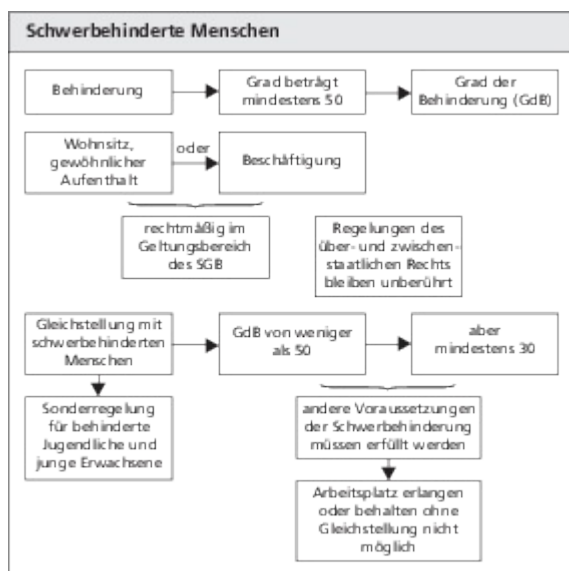 Schwerbehinderte Menschen
Behinderung
Grad beträgt
mindestens 50
Grad der
Behinderung (GdB)
Wohnsitz,
gewöhnlicher
Aufenthalt
oder
Beschäftigung
rechtmäßig im
Geltungsbereich
des SGB
Regelungen des
über- und zwischen-
staatlichen Rechts
bleiben unberührt
Gleichstellung mit
schwerbehinderten
Menschen
GdB von weniger
als 50
aber
mindestens 30
Sonderregelung
für behinderte
Jugendliche und
junge Erwachsene
andere Voraussetzungen
der Schwerbehinderung
müssen erfüllt werden
Arbeitsplatz erlangen
oder behalten ohne
Gleichstellung nicht
möglich